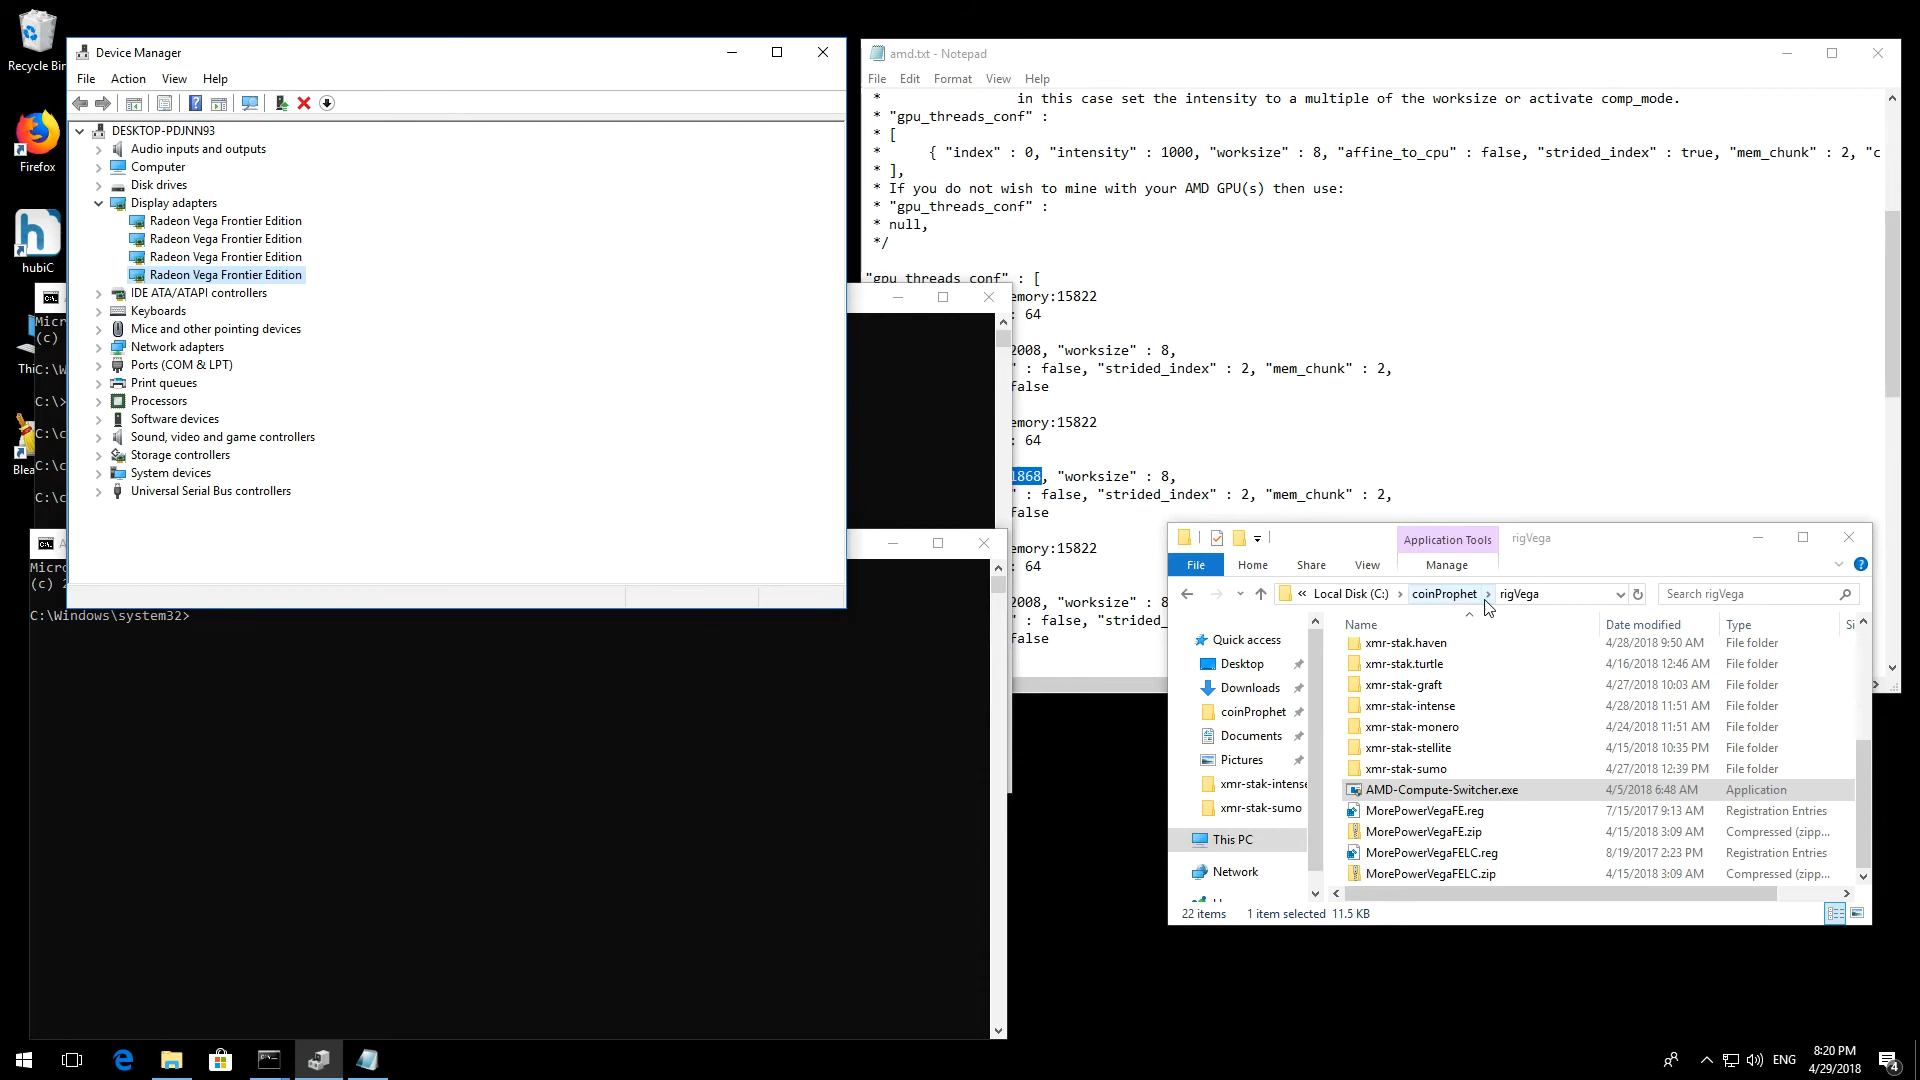 Recycle Bin
Firefox
hubiC
Device Manager
File Action View Help
DESKTOP-PDJNN93
Audio inputs and outputs
Computer
Disk drives
Display adapters
Radeon Vega Frontier Edition
Radeon Vega Frontier Edition
Radeon Vega Frontier Edition
Radeon Vega Frontier Edition
IDE ATA/ATAPI controllers
Keyboards
Mice and other pointing devices
Network adapters
Ports (COM & LPT)
Print queues
Processors
Software devices
Sound, video and game controllers
Storage controllers
System devices
Universal Serial Bus controllers
amd.txt - Notepad
File Edit Format View Help
* in this case set the intensity to a multiple of the worksize or activate comp_mode.
* "gpu_threads_conf" :
* [
* { "index" : 0, "intensity" : 1000, "worksize" : 8, "affine_to_cpu" : false, "strided_index" : true, "mem_chunk" : 2, "c
* ],
* If you do not wish to mine with your AMD GPU(s) then use:
* "gpu_threads_conf" :
* null,
*/
"gpu_threads_conf" : [
emory:15822
: 64
2008, "worksize" : 8,
" : false, "strided_index" : 2, "mem_chunk" : 2,
false
emory:15822
: 64
1868, "worksize" : 8,
" : false, "strided_index" : 2, "mem_chunk" : 2,
false
emory:15822
: 64
2008, "worksize" : 8
" : false, "strided_
false
Micr
(c)
C:\W
C:\>
C:\c
C:\c
C:\c
Thi
Blea
Micro
(c) 2
C:\Windows\system32>
Application Tools rigVega
File Home Share View Manage
« Local Disk (C:) › coinProphet › rigVega
Search rigVega
Quick access
Desktop
Downloads
coinProphet
Documents
Pictures
xmr-stak-intense
xmr-stak-sumo
This PC
Network
Name Date modified Type Si
xmr-stak.haven 4/28/2018 9:50 AM File folder
xmr-stak.turtle 4/16/2018 12:46 AM File folder
xmr-stak-graft 4/27/2018 10:03 AM File folder
xmr-stak-intense 4/28/2018 11:51 AM File folder
xmr-stak-monero 4/24/2018 11:51 AM File folder
xmr-stak-stellite 4/15/2018 10:35 PM File folder
xmr-stak-sumo 4/27/2018 12:39 PM File folder
AMD-Compute-Switcher.exe 4/5/2018 6:48 AM Application
MorePowerVegaFE.reg 7/15/2017 9:13 AM Registration Entries
MorePowerVegaFE.zip 4/15/2018 3:09 AM Compressed (zipp...
MorePowerVegaFELC.reg 8/19/2017 2:23 PM Registration Entries
MorePowerVegaFELC.zip 4/15/2018 3:09 AM Compressed (zipp...
22 items 1 item selected 11.5 KB
ENG
8:20 PM
4/29/2018
4